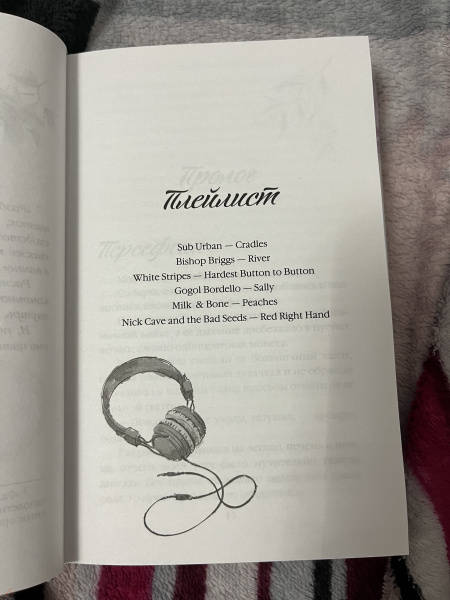 Плейлист
Sub Urban — Cradles
Bishop Briggs — River
White Stripes — Hardest Button to Button
Gogol Bordello — Sally
Milk & Bone — Peaches
Nick Cave and the Bad Seeds — Red Right Hand